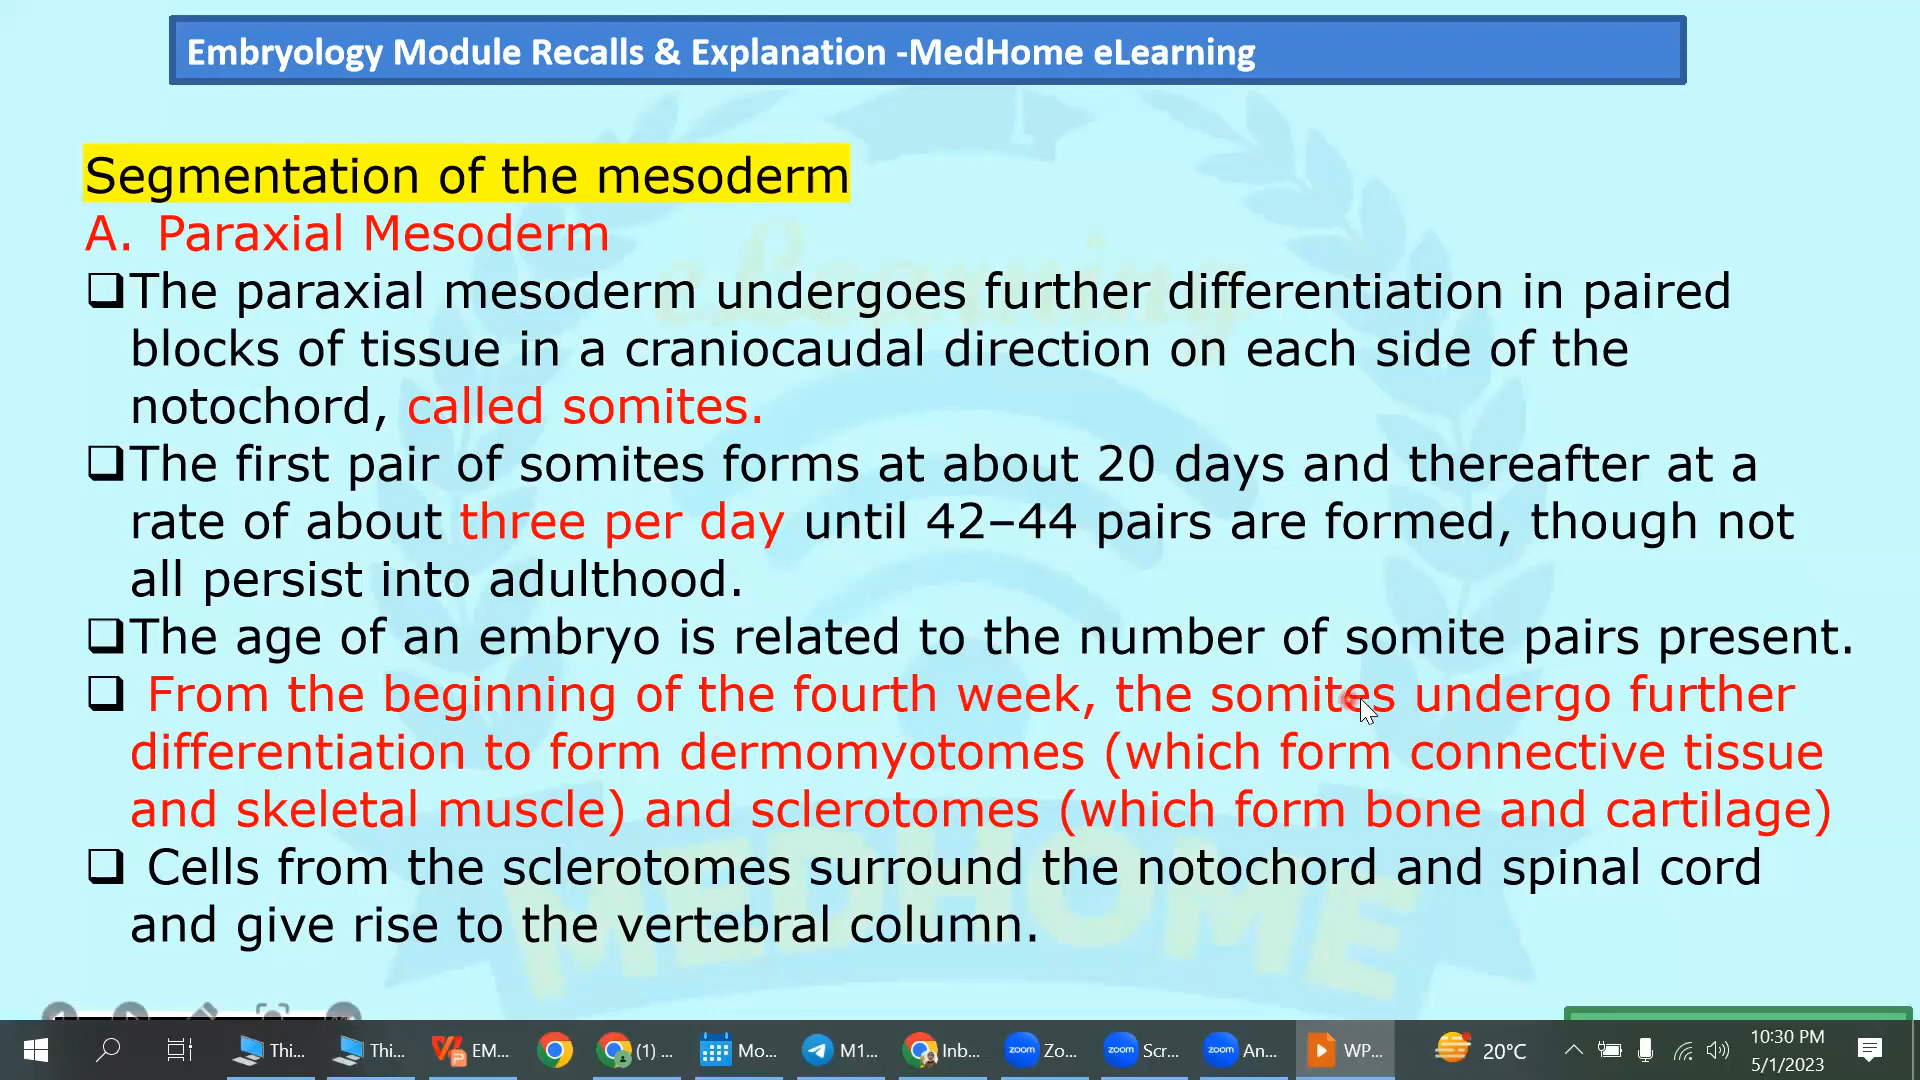 Embryology Module Recalls & Explanation -MedHome eLearning
Segmentation of the mesoderm
A. Paraxial Mesoderm
❑The paraxial mesoderm undergoes further differentiation in paired
blocks of tissue in a craniocaudal direction on each side of the
notochord, called somites.
❑The first pair of somites forms at about 20 days and thereafter at a
rate of about three per day until 42–44 pairs are formed, though not
all persist into adulthood.
❑The age of an embryo is related to the number of somite pairs present.
❑ From the beginning of the fourth week, the somites undergo further
differentiation to form dermomyotomes (which form connective tissue
and skeletal muscle) and sclerotomes (which form bone and cartilage)
❑ Cells from the sclerotomes surround the notochord and spinal cord
and give rise to the vertebral column.
eLearning
MEDHOME
Thi... Thi... EM... (1) ... Mo... M1... Inb... zoom Zo... zoom Scr... zoom An... WP... 20°C 10:30 PM
5/1/2023